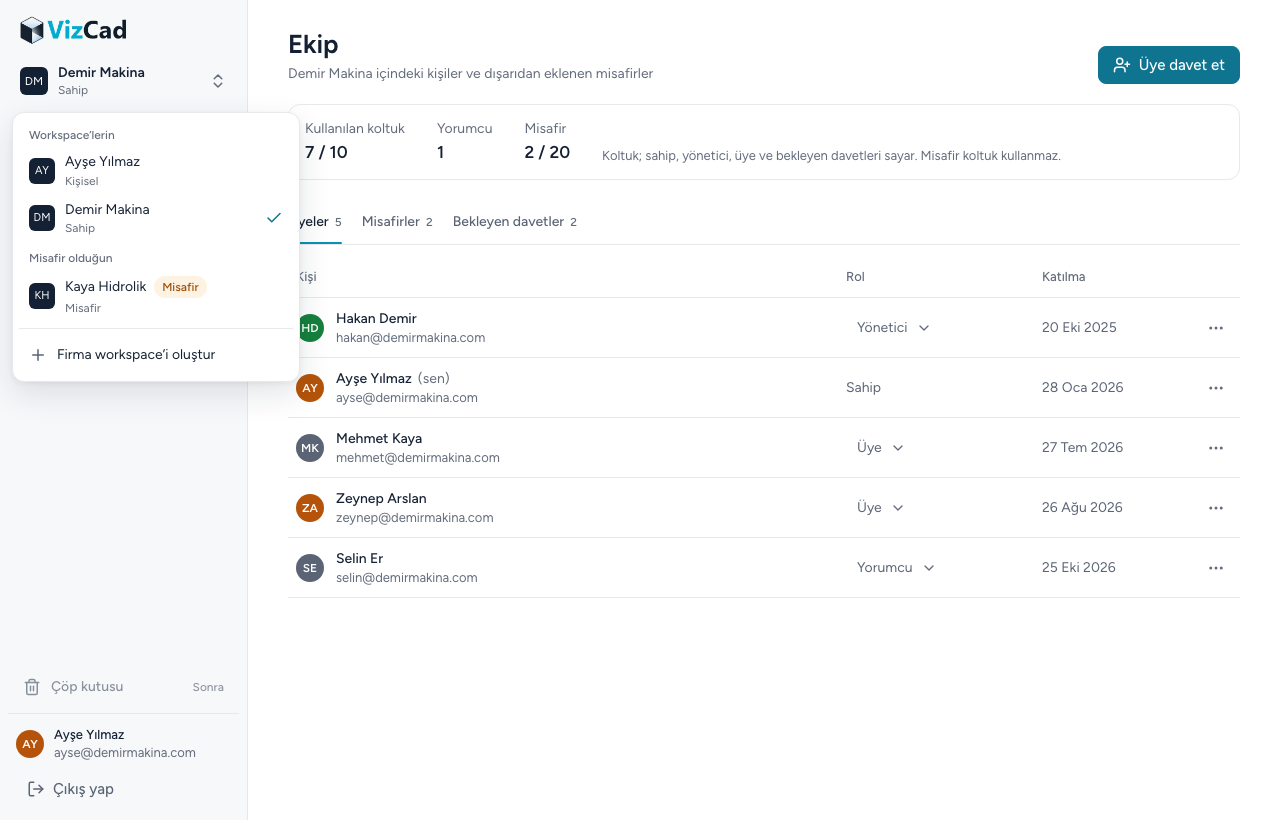 VizCad
DM
Demir Makina
Sahip
Workspace'lerin
AY
Ayşe Yılmaz
Kişisel
DM
Demir Makina
Sahip
Misafir olduğun
KH
Kaya Hidrolik Misafir
Misafir
Firma workspace'i oluştur
Çöp kutusu Sonra
AY
Ayşe Yılmaz
ayse@demirmakina.com
Çıkış yap
Ekip
Demir Makina içindeki kişiler ve dışarıdan eklenen misafirler
Üye davet et
Kullanılan koltuk Yorumcu Misafir
7 / 10 1 2 / 20 Koltuk; sahip, yönetici, üye ve bekleyen davetleri sayar. Misafir koltuk kullanmaz.
yeler 5 Misafirler 2 Bekleyen davetler 2
Kişi Rol Katılma
HD
Hakan Demir
hakan@demirmakina.com
Yönetici 20 Eki 2025
AY
Ayşe Yılmaz (sen)
ayse@demirmakina.com
Sahip 28 Oca 2026
MK
Mehmet Kaya
mehmet@demirmakina.com
Üye 27 Tem 2026
ZA
Zeynep Arslan
zeynep@demirmakina.com
Üye 26 Ağu 2026
SE
Selin Er
selin@demirmakina.com
Yorumcu 25 Eki 2026